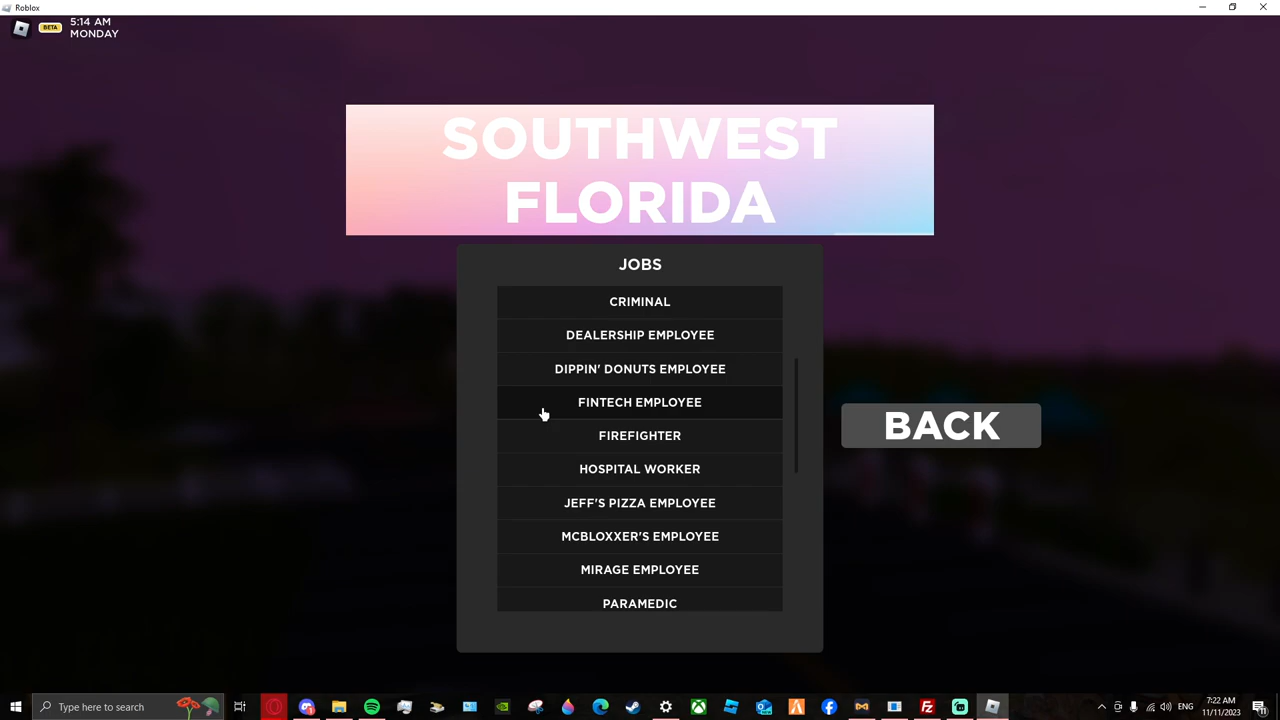 Roblox
BETA
5:14 AM
MONDAY
SOUTHWEST
FLORIDA
JOBS
CRIMINAL
DEALERSHIP EMPLOYEE
DIPPIN' DONUTS EMPLOYEE
FINTECH EMPLOYEE
FIREFIGHTER
HOSPITAL WORKER
JEFF'S PIZZA EMPLOYEE
MCBLOXXER'S EMPLOYEE
MIRAGE EMPLOYEE
PARAMEDIC
BACK
Type here to search
ENG
7:22 AM
11/11/2023